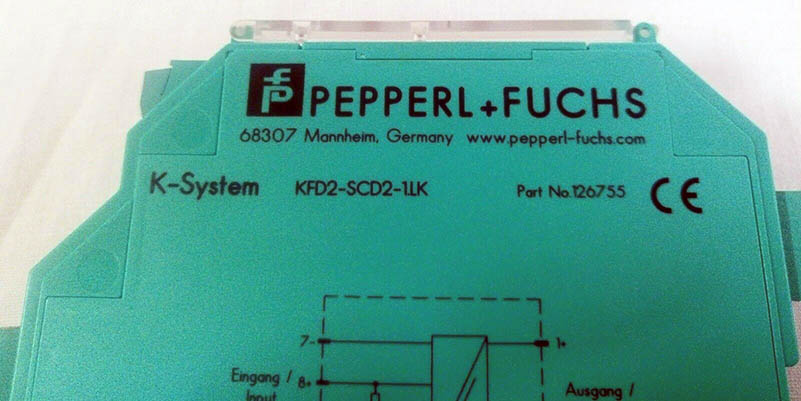 PEPPERL+FUCHS
68307 Mannheim, Germany www.pepperl-fuchs.com
K-System KFD2-SCD2-1.LK Part No.126755 CE
7- 1+
Eingang / 8+ Ausgang /
Input